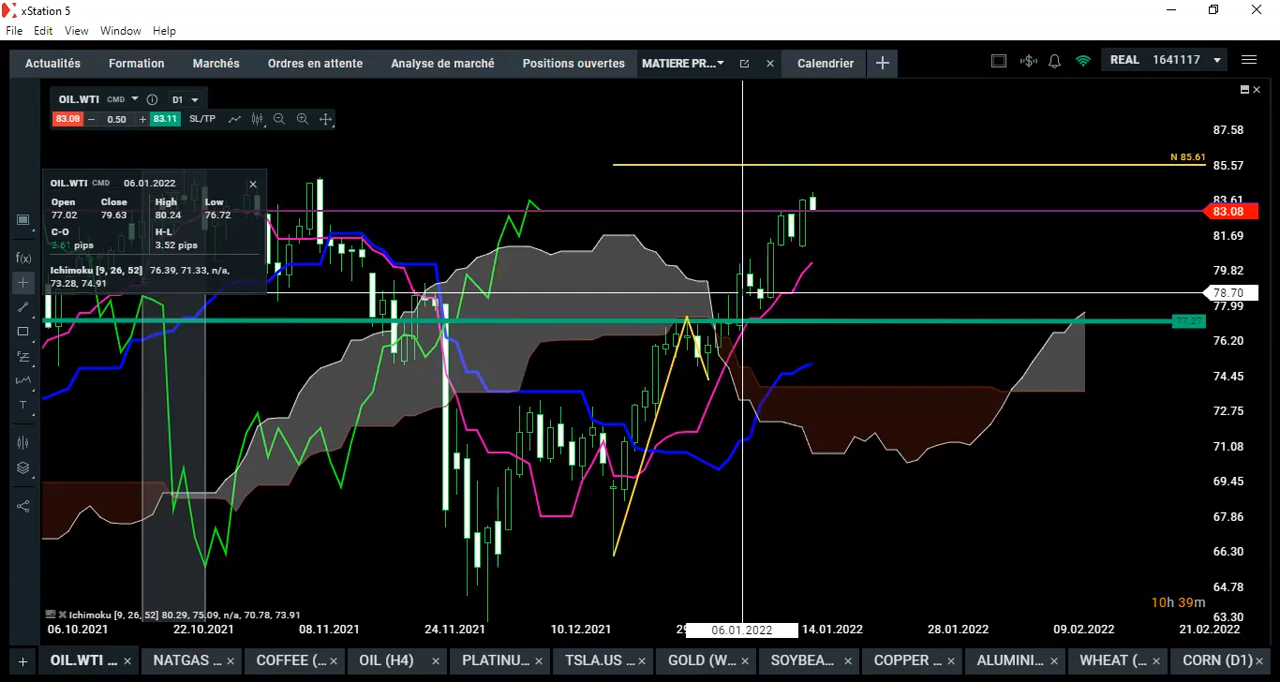 xStation 5
File Edit View Window Help
Actualités Formation Marchés Ordres en attente Analyse de marché Positions ouvertes MATIERE PR... Calendrier + REAL 1641117
OIL.WTI CMD D1
83.08 − 0.50 + 83.11 SL/TP
87.58
N 85.61
85.57
OIL.WTI CMD 06.01.2022
Open Close High Low
77.02 79.63 80.24 76.72
C-O H-L
2.61 pips 3.52 pips
Ichimoku [9, 26, 52] 76.39, 71.33, n/a,
73.28, 74.91
83.61
83.08
81.69
79.82
78.70
77.99
77.27
76.20
74.45
72.75
71.08
69.45
67.86
66.30
64.78
63.30
f(x)
T
10h 39m
Ichimoku [9, 26, 52] 80.29, 75.09, n/a, 70.78, 73.91
06.10.2021 22.10.2021 08.11.2021 24.11.2021 10.12.2021 29 06.01.2022 14.01.2022 28.01.2022 09.02.2022 21.02.2022
+ OIL.WTI ... NATGAS ... COFFEE (... OIL (H4) PLATINU... TSLA.US ... GOLD (W... SOYBEA... COPPER ... ALUMINI... WHEAT (... CORN (D1)